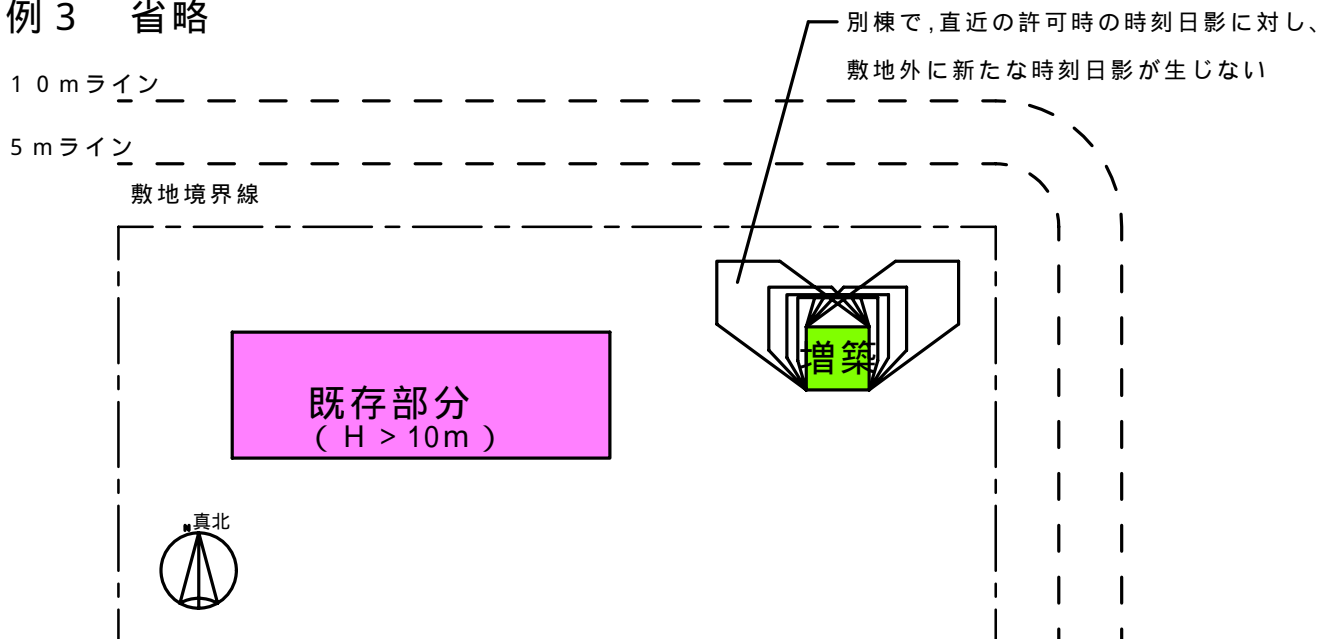 例３　省略
別棟で,直近の許可時の時刻日影に対し、
敷地外に新たな時刻日影が生じない
１０ｍライン
５ｍライン
敷地境界線
増築
既存部分
（Ｈ＞10ｍ）
N真北